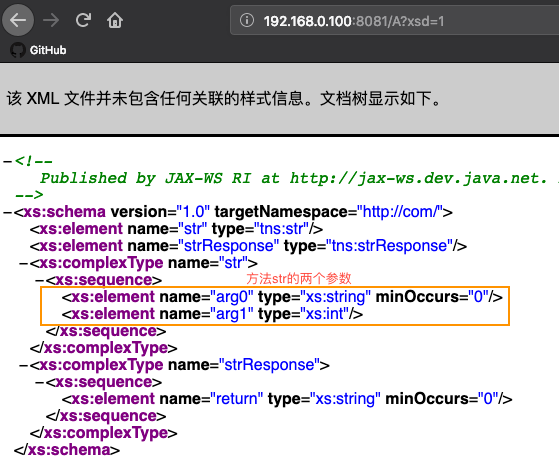 192.168.0.100:8081/A?xsd=1
GitHub
该 XML 文件并未包含任何关联的样式信息。文档树显示如下。
−<!--
Published by JAX-WS RI at http://jax-ws.dev.java.net.
-->
−<xs:schema version="1.0" targetNamespace="http://com/">
<xs:element name="str" type="tns:str"/>
<xs:element name="strResponse" type="tns:strResponse"/>
−<xs:complexType name="str">
−<xs:sequence> 方法str的两个参数
<xs:element name="arg0" type="xs:string" minOccurs="0"/>
<xs:element name="arg1" type="xs:int"/>
</xs:sequence>
</xs:complexType>
−<xs:complexType name="strResponse">
−<xs:sequence>
<xs:element name="return" type="xs:string" minOccurs="0"/>
</xs:sequence>
</xs:complexType>
</xs:schema>